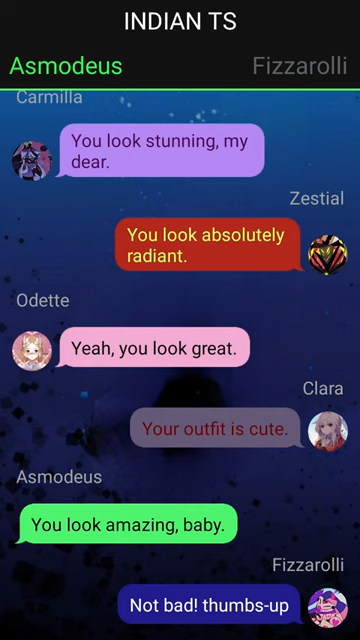 INDIAN TS
Asmodeus
Fizzarolli
Carmilla
You look stunning, my
dear.
Zestial
You look absolutely
radiant.
Odette
Yeah, you look great.
Clara
Your outfit is cute.
Asmodeus
You look amazing, baby.
Fizzarolli
Not bad! thumbs-up